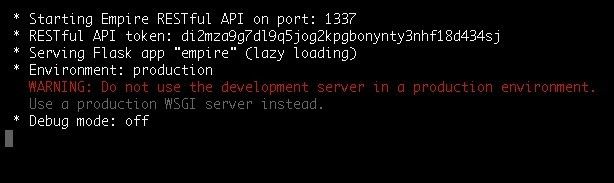 * Starting Empire RESTful API on port: 1337
* RESTful API token: di2mza9g7dl9q5jog2kpgbonynty3nhf18d434sj
* Serving Flask app "empire" (lazy loading)
* Environment: production
WARNING: Do not use the development server in a production environment.
Use a production WSGI server instead.
* Debug mode: off